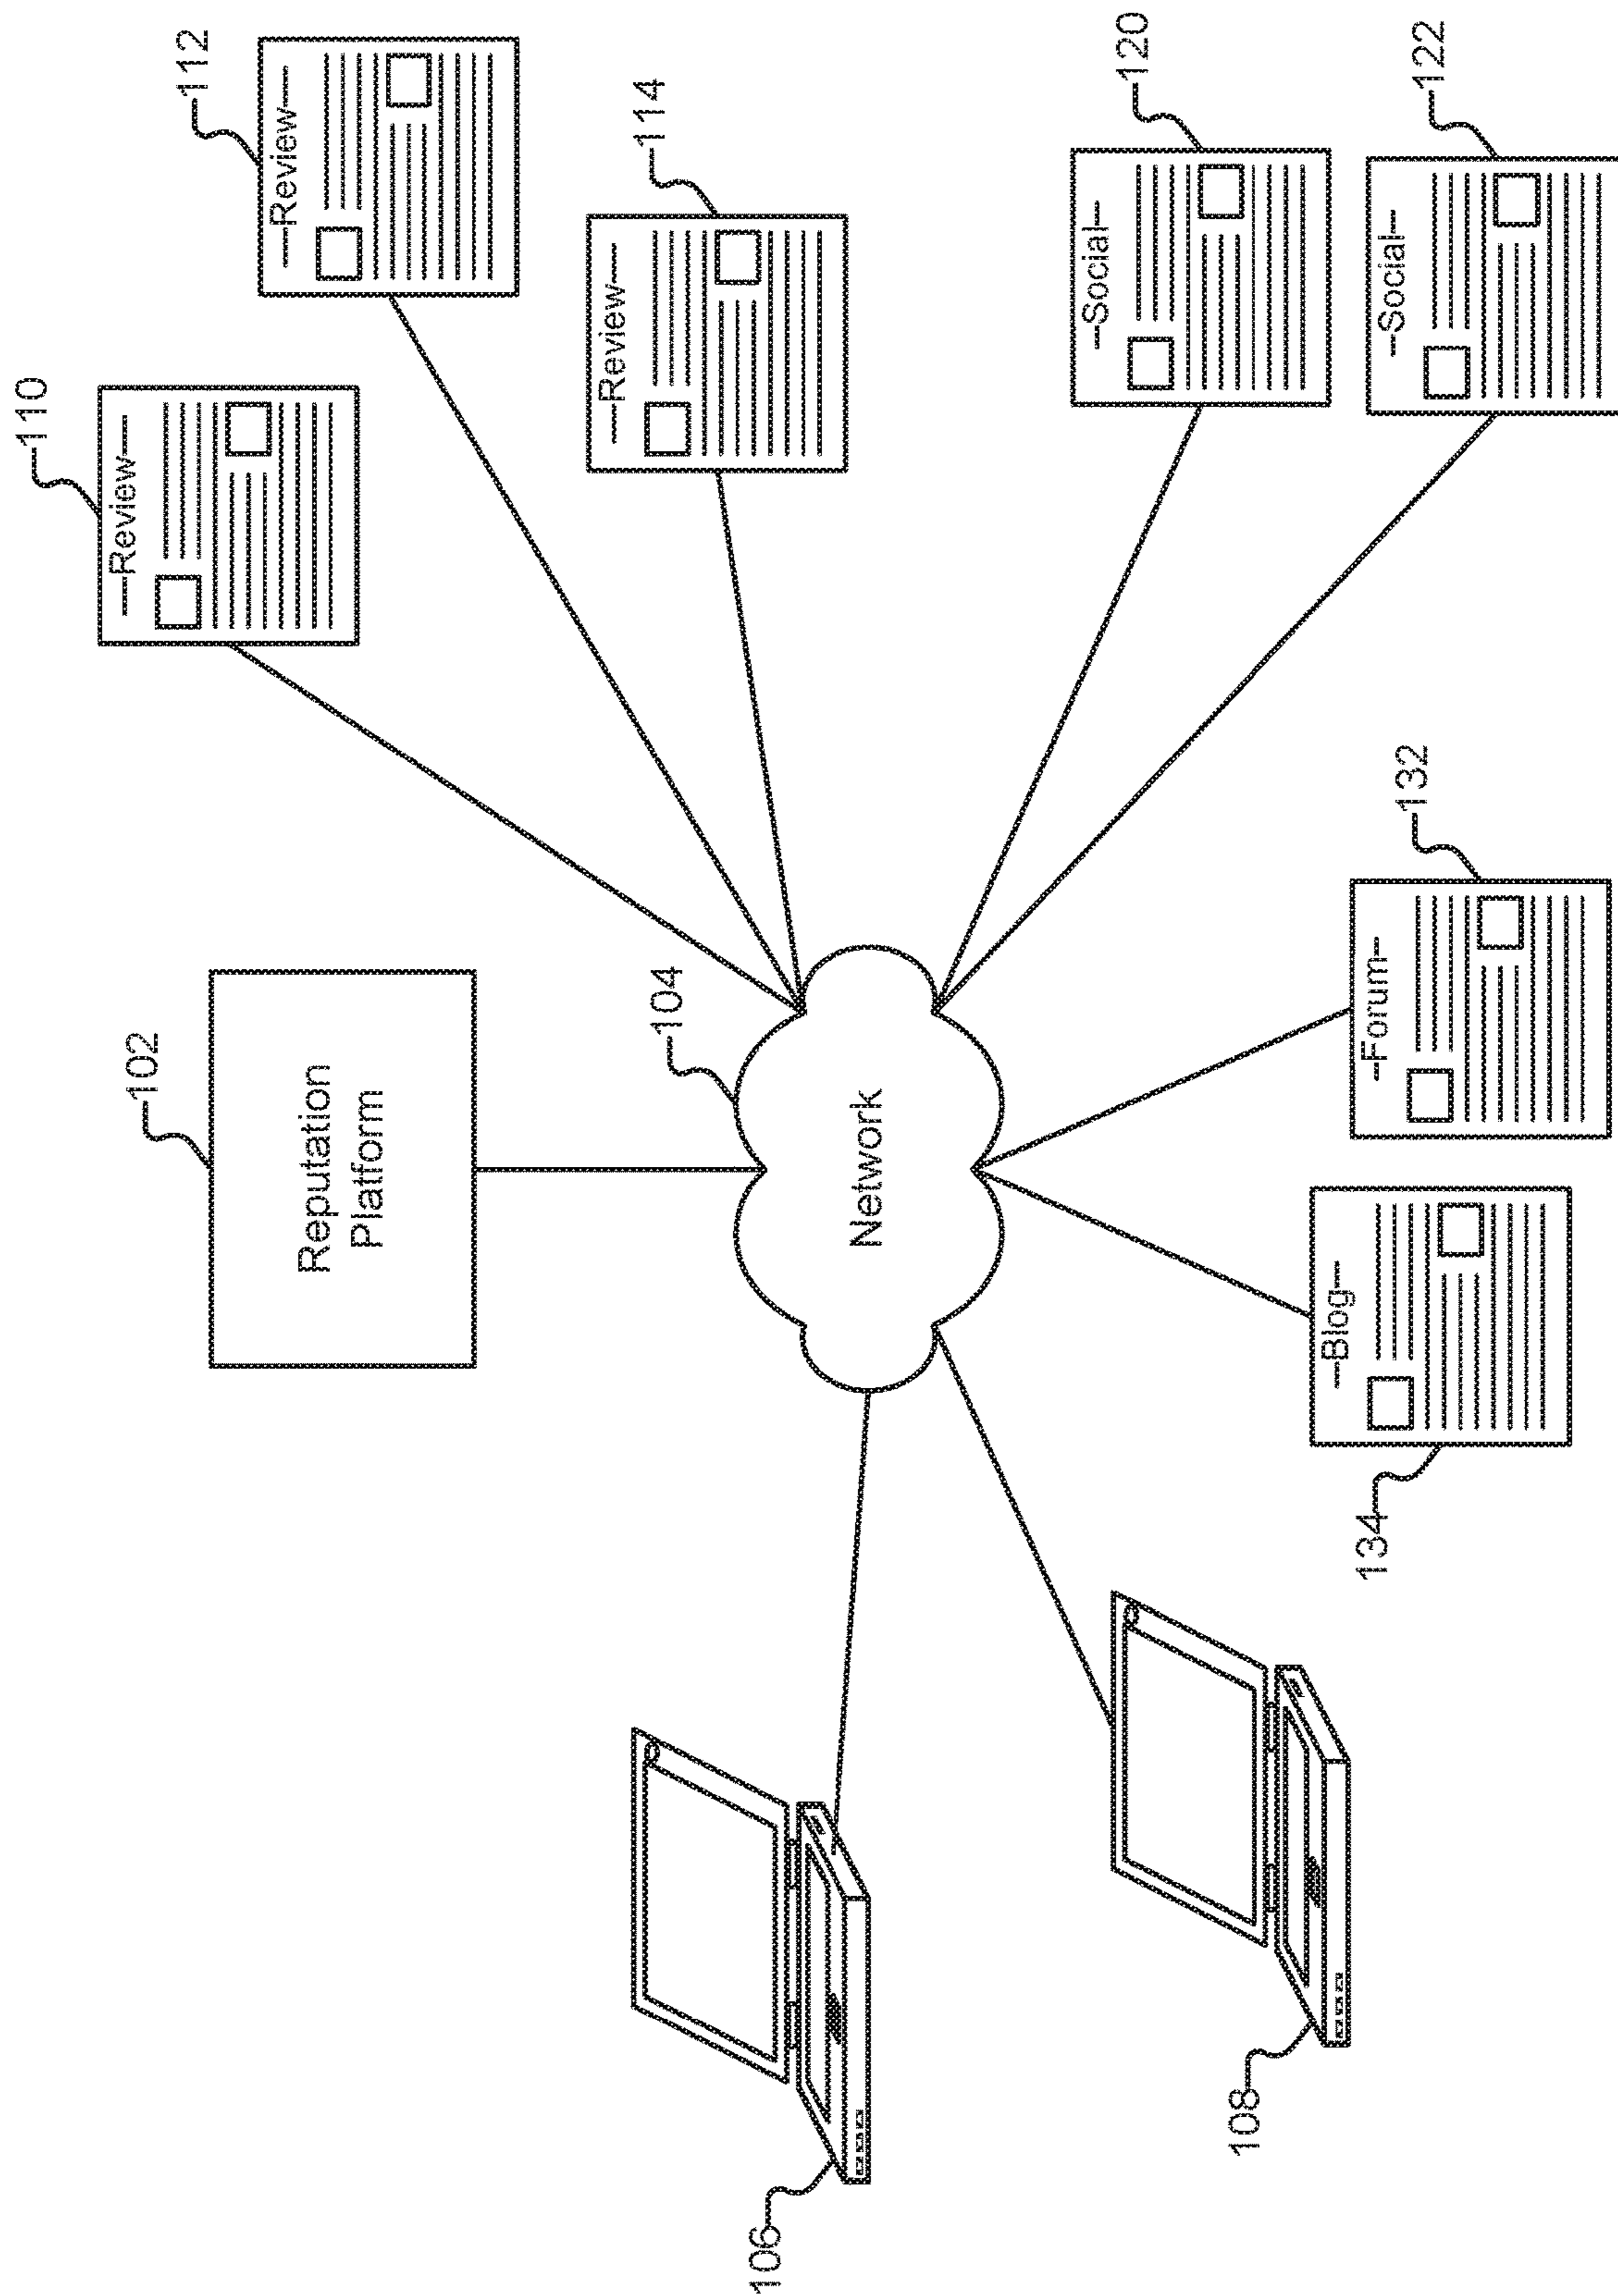 102
Reputation
Platform
110
---Review---
112
---Review---
104
114
---Review---
Network
106
108
120
--Social--
122
--Social--
132
--Forum--
134
---Blog---